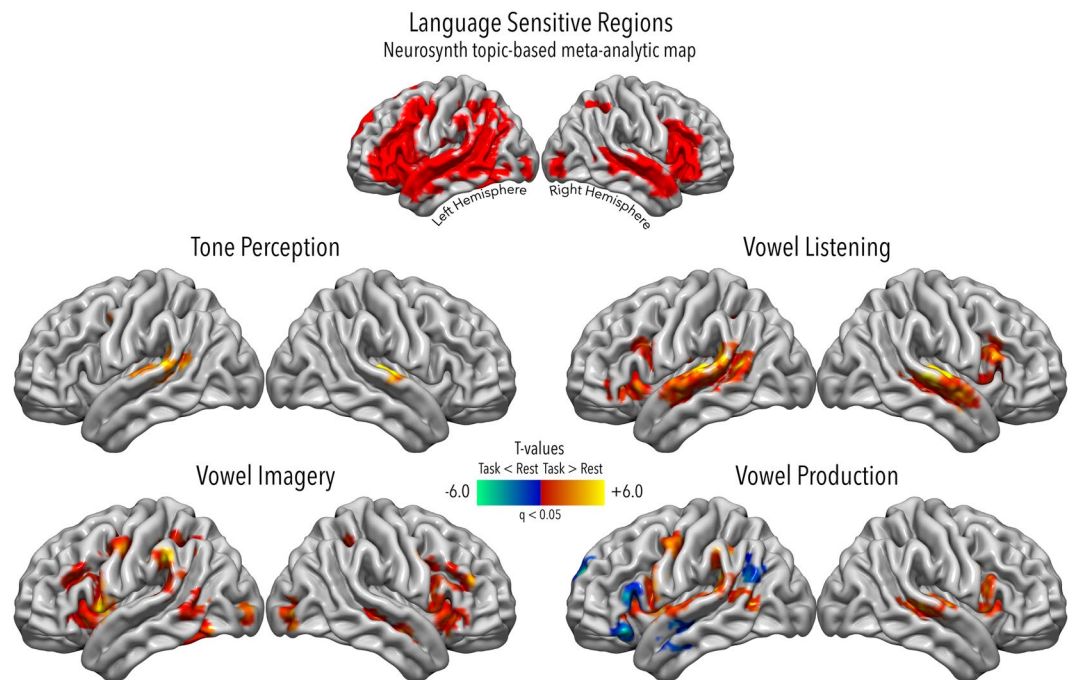 Language Sensitive Regions
Neurosynth topic-based meta-analytic map
Left Hemisphere
Right Hemisphere
Tone Perception
Vowel Listening
T-values
Task < Rest Task > Rest
-6.0
+6.0
q < 0.05
Vowel Imagery
Vowel Production